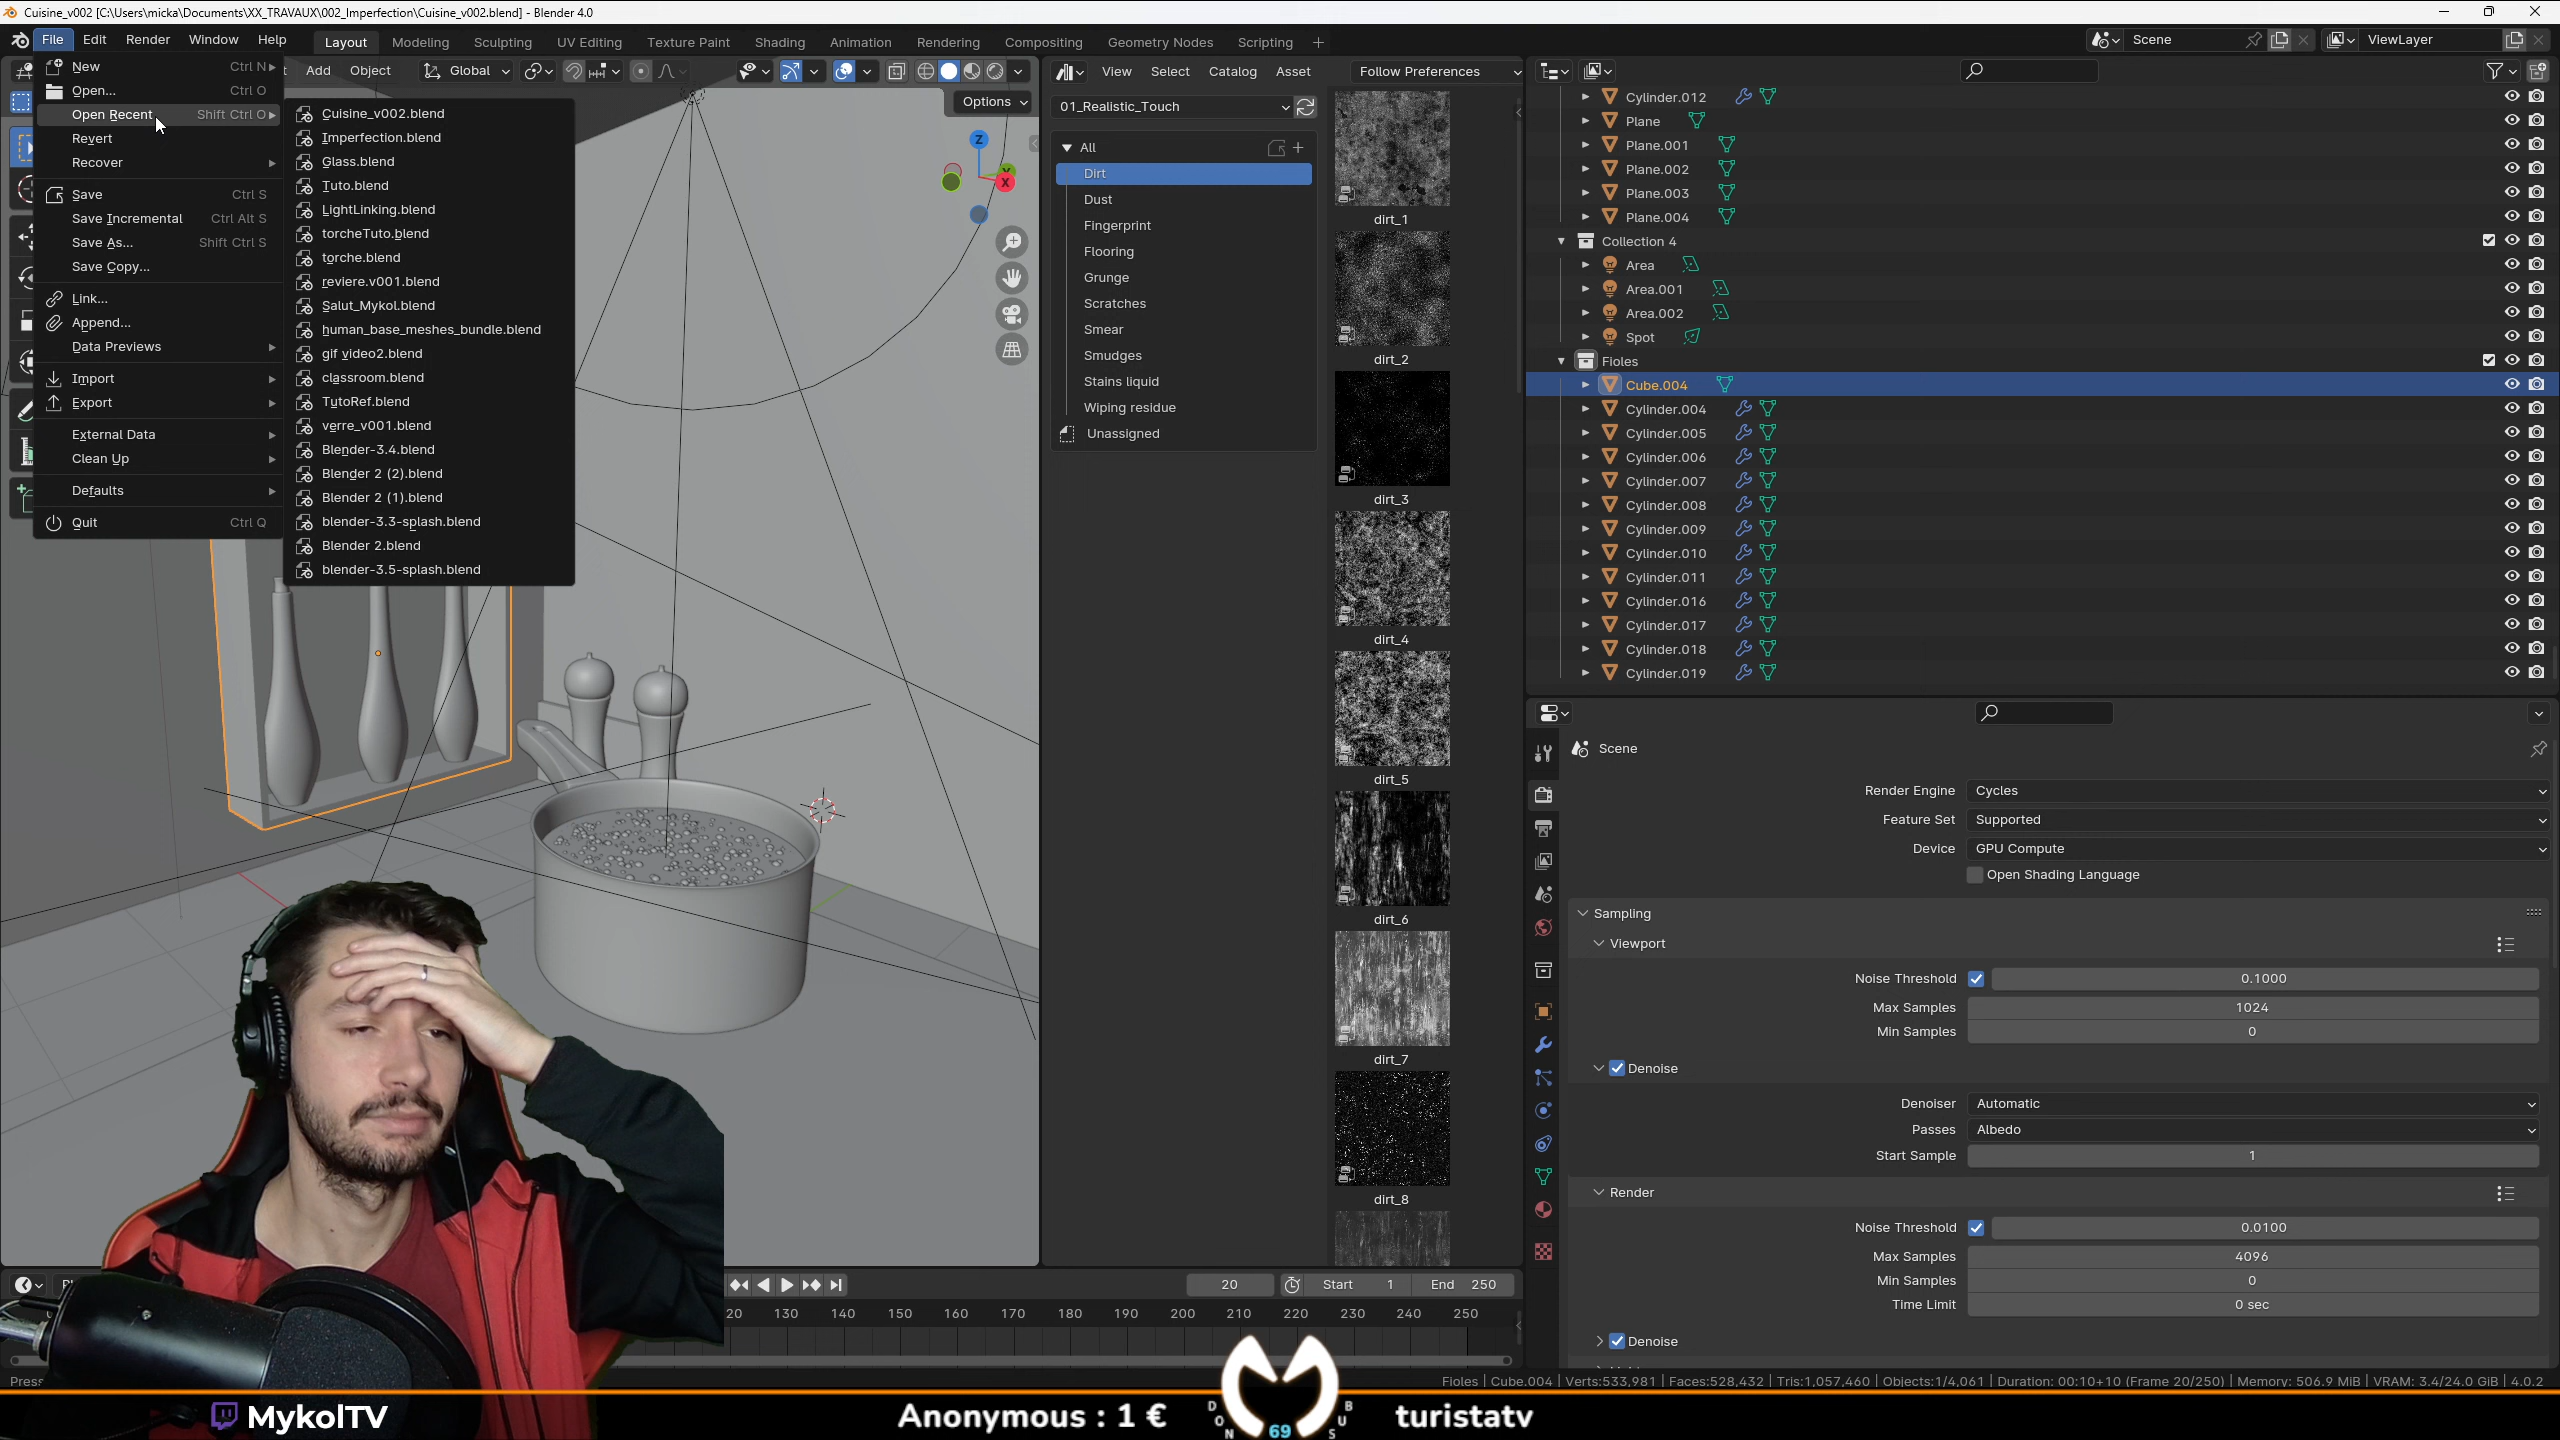 Cuisine_v002 [C:\Users\micka\Documents\XX_TRAVAUX\002_Imperfection\Cuisine_v002.blend] - Blender 4.0
File Edit Render Window Help
Layout Modeling Sculpting UV Editing Texture Paint Shading Animation Rendering Compositing Geometry Nodes Scripting +
Scene
ViewLayer
New Ctrl N
Open... Ctrl O
Open Recent Shift Ctrl O
Revert
Recover
Save Ctrl S
Save Incremental Ctrl Alt S
Save As... Shift Ctrl S
Save Copy...
Link...
Append...
Data Previews
Import
Export
External Data
Clean Up
Defaults
Quit Ctrl Q
Cuisine_v002.blend
Imperfection.blend
Glass.blend
Tuto.blend
LightLinking.blend
torcheTuto.blend
torche.blend
reviere.v001.blend
Salut_Mykol.blend
human_base_meshes_bundle.blend
gif video2.blend
classroom.blend
TutoRef.blend
verre_v001.blend
Blender-3.4.blend
Blender 2 (2).blend
Blender 2 (1).blend
blender-3.3-splash.blend
Blender 2.blend
blender-3.5-splash.blend
Add Object
Global
Options
Z
X
View Select Catalog Asset
Follow Preferences
01_Realistic_Touch
All
Dirt
Dust
Fingerprint
Flooring
Grunge
Scratches
Smear
Smudges
Stains liquid
Wiping residue
Unassigned
dirt_1
dirt_2
dirt_3
dirt_4
dirt_5
dirt_6
dirt_7
dirt_8
Cylinder.012
Plane
Plane.001
Plane.002
Plane.003
Plane.004
Collection 4
Area
Area.001
Area.002
Spot
Fioles
Cube.004
Cylinder.004
Cylinder.005
Cylinder.006
Cylinder.007
Cylinder.008
Cylinder.009
Cylinder.010
Cylinder.011
Cylinder.016
Cylinder.017
Cylinder.018
Cylinder.019
Scene
Render Engine Cycles
Feature Set Supported
Device GPU Compute
Open Shading Language
Sampling
Viewport
Noise Threshold 0.1000
Max Samples 1024
Min Samples 0
Denoise
Denoiser Automatic
Passes Albedo
Start Sample 1
Render
Noise Threshold 0.0100
Max Samples 4096
Min Samples 0
Time Limit 0 sec
Denoise
20 Start 1 End 250
20 130 140 150 160 170 180 190 200 210 220 230 240 250
Press
Fioles | Cube.004 | Verts:533,981 | Faces:528,432 | Tris:1,057,460 | Objects:1/4,061 | Duration: 00:10+10 (Frame 20/250) | Memory: 506.9 MiB | VRAM: 3.4/24.0 GiB | 4.0.2
MykolTV
Anonymous : 1 €
DON 69 BUS
turistatv